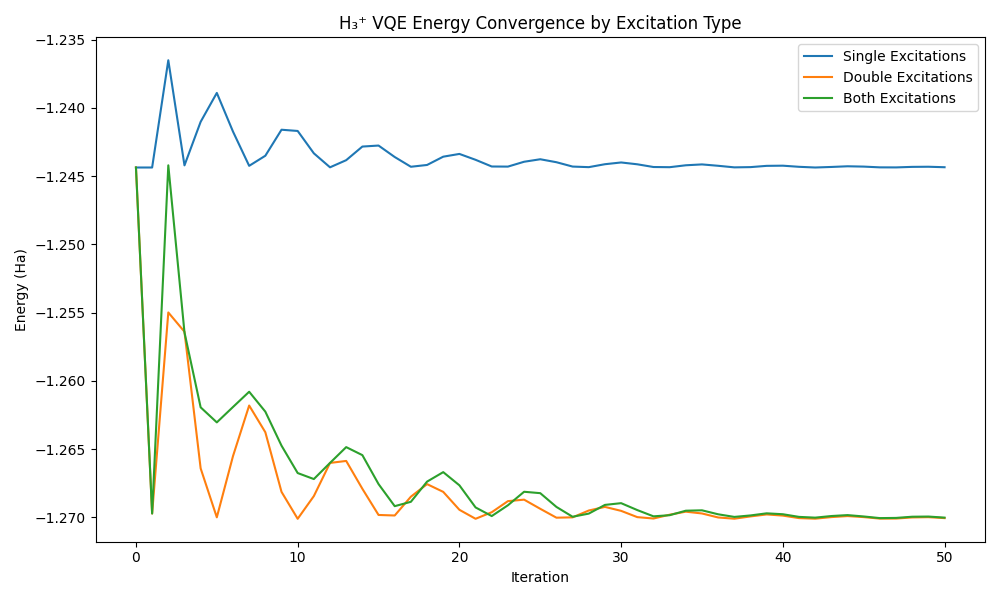 H₃⁺ VQE Energy Convergence by Excitation Type
Single Excitations
Double Excitations
Both Excitations
Energy (Ha)
−1.235
−1.240
−1.245
−1.250
−1.255
−1.260
−1.265
−1.270
0
10
20
30
40
50
Iteration